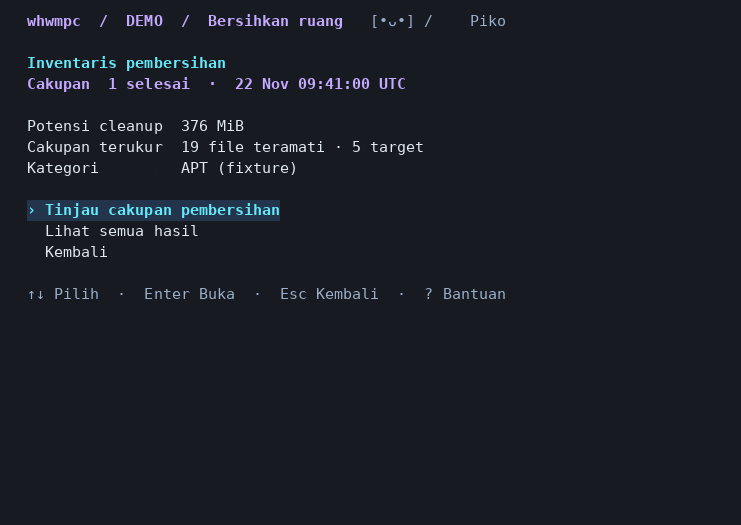 whwmpc / DEMO / Bersihkan ruang [•ᴗ•] / Piko
Inventaris pembersihan
Cakupan 1 selesai · 22 Nov 09:41:00 UTC
Potensi cleanup 376 MiB
Cakupan terukur 19 file teramati · 5 target
Kategori APT (fixture)
› Tinjau cakupan pembersihan
Lihat semua hasil
Kembali
↑↓ Pilih · Enter Buka · Esc Kembali · ? Bantuan